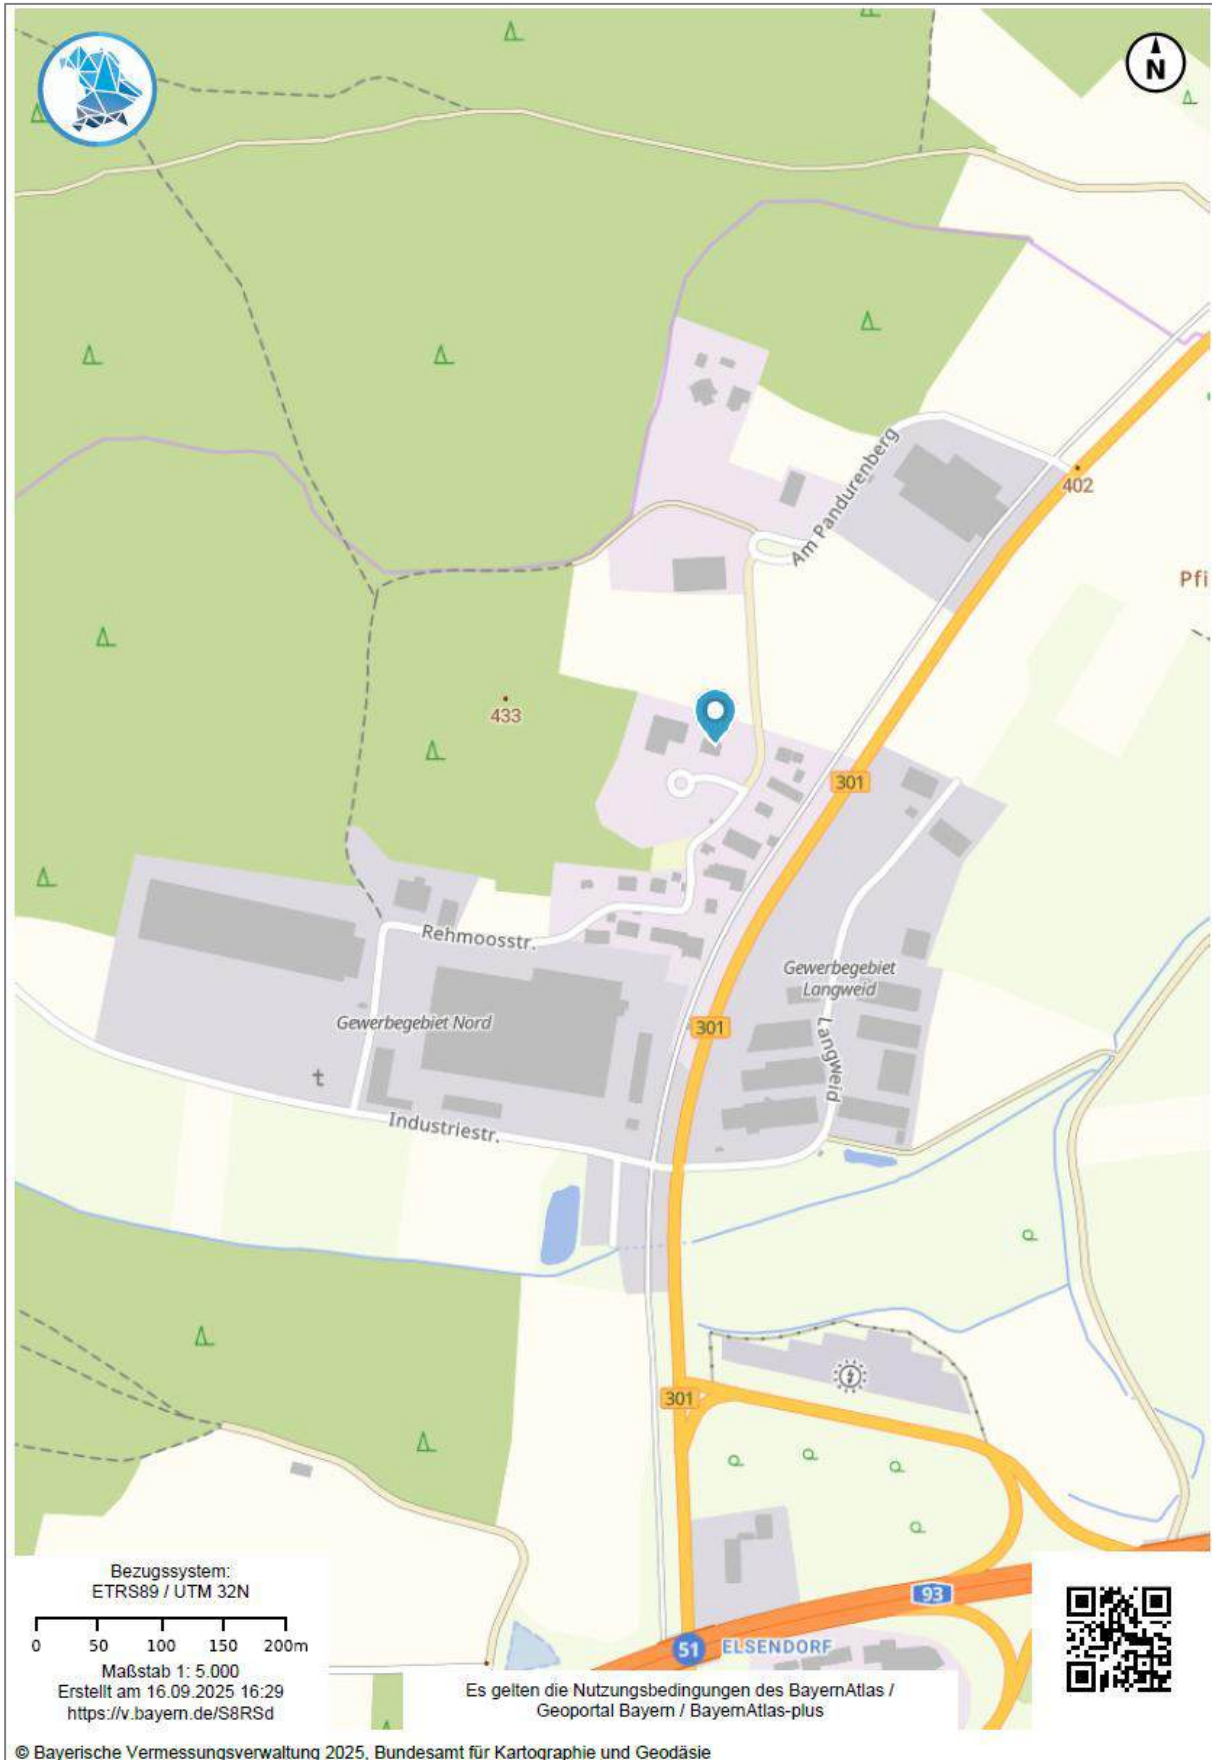 N
Am Pandurenberg
402
Pfi
433
301
Rehmoosstr.
Gewerbegebiet
Langweid
Gewerbegebiet Nord
301
Langweid
Industriestr.
301
93
51 ELSENDORF
Bezugssystem:
ETRS89 / UTM 32N
0 50 100 150 200m
Maßstab 1: 5.000
Erstellt am 16.09.2025 16:29
https://v.bayern.de/S8RSd
Es gelten die Nutzungsbedingungen des BayernAtlas /
Geoportal Bayern / BayernAtlas-plus
© Bayerische Vermessungsverwaltung 2025, Bundesamt für Kartographie und Geodäsie